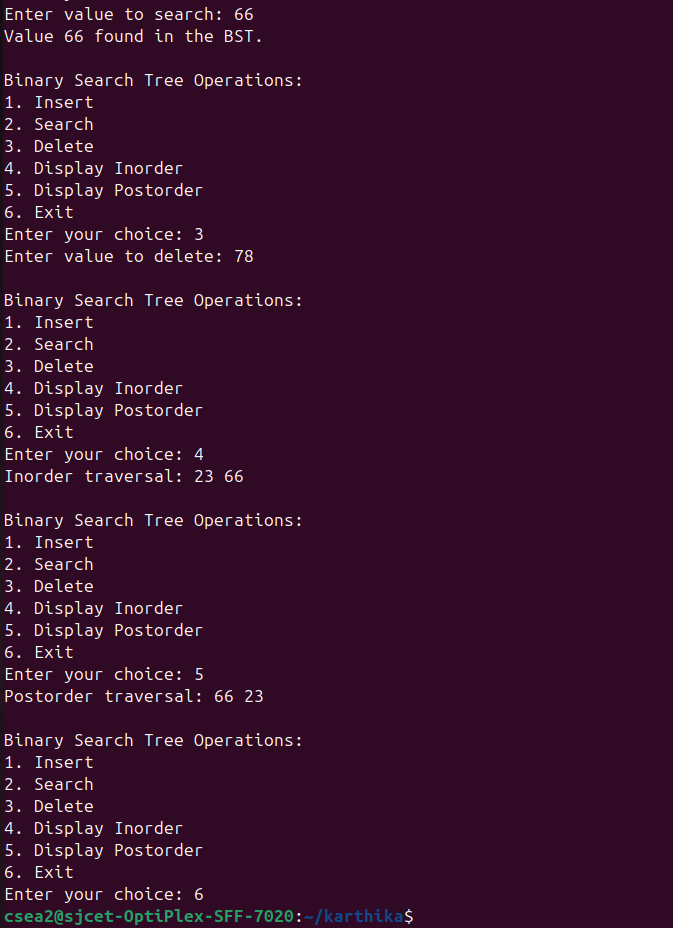 Enter value to search: 66
Value 66 found in the BST.

Binary Search Tree Operations:
1. Insert
2. Search
3. Delete
4. Display Inorder
5. Display Postorder
6. Exit
Enter your choice: 3
Enter value to delete: 78

Binary Search Tree Operations:
1. Insert
2. Search
3. Delete
4. Display Inorder
5. Display Postorder
6. Exit
Enter your choice: 4
Inorder traversal: 23 66

Binary Search Tree Operations:
1. Insert
2. Search
3. Delete
4. Display Inorder
5. Display Postorder
6. Exit
Enter your choice: 5
Postorder traversal: 66 23

Binary Search Tree Operations:
1. Insert
2. Search
3. Delete
4. Display Inorder
5. Display Postorder
6. Exit
Enter your choice: 6
csea2@sjcet-OptiPlex-SFF-7020:~/karthika$